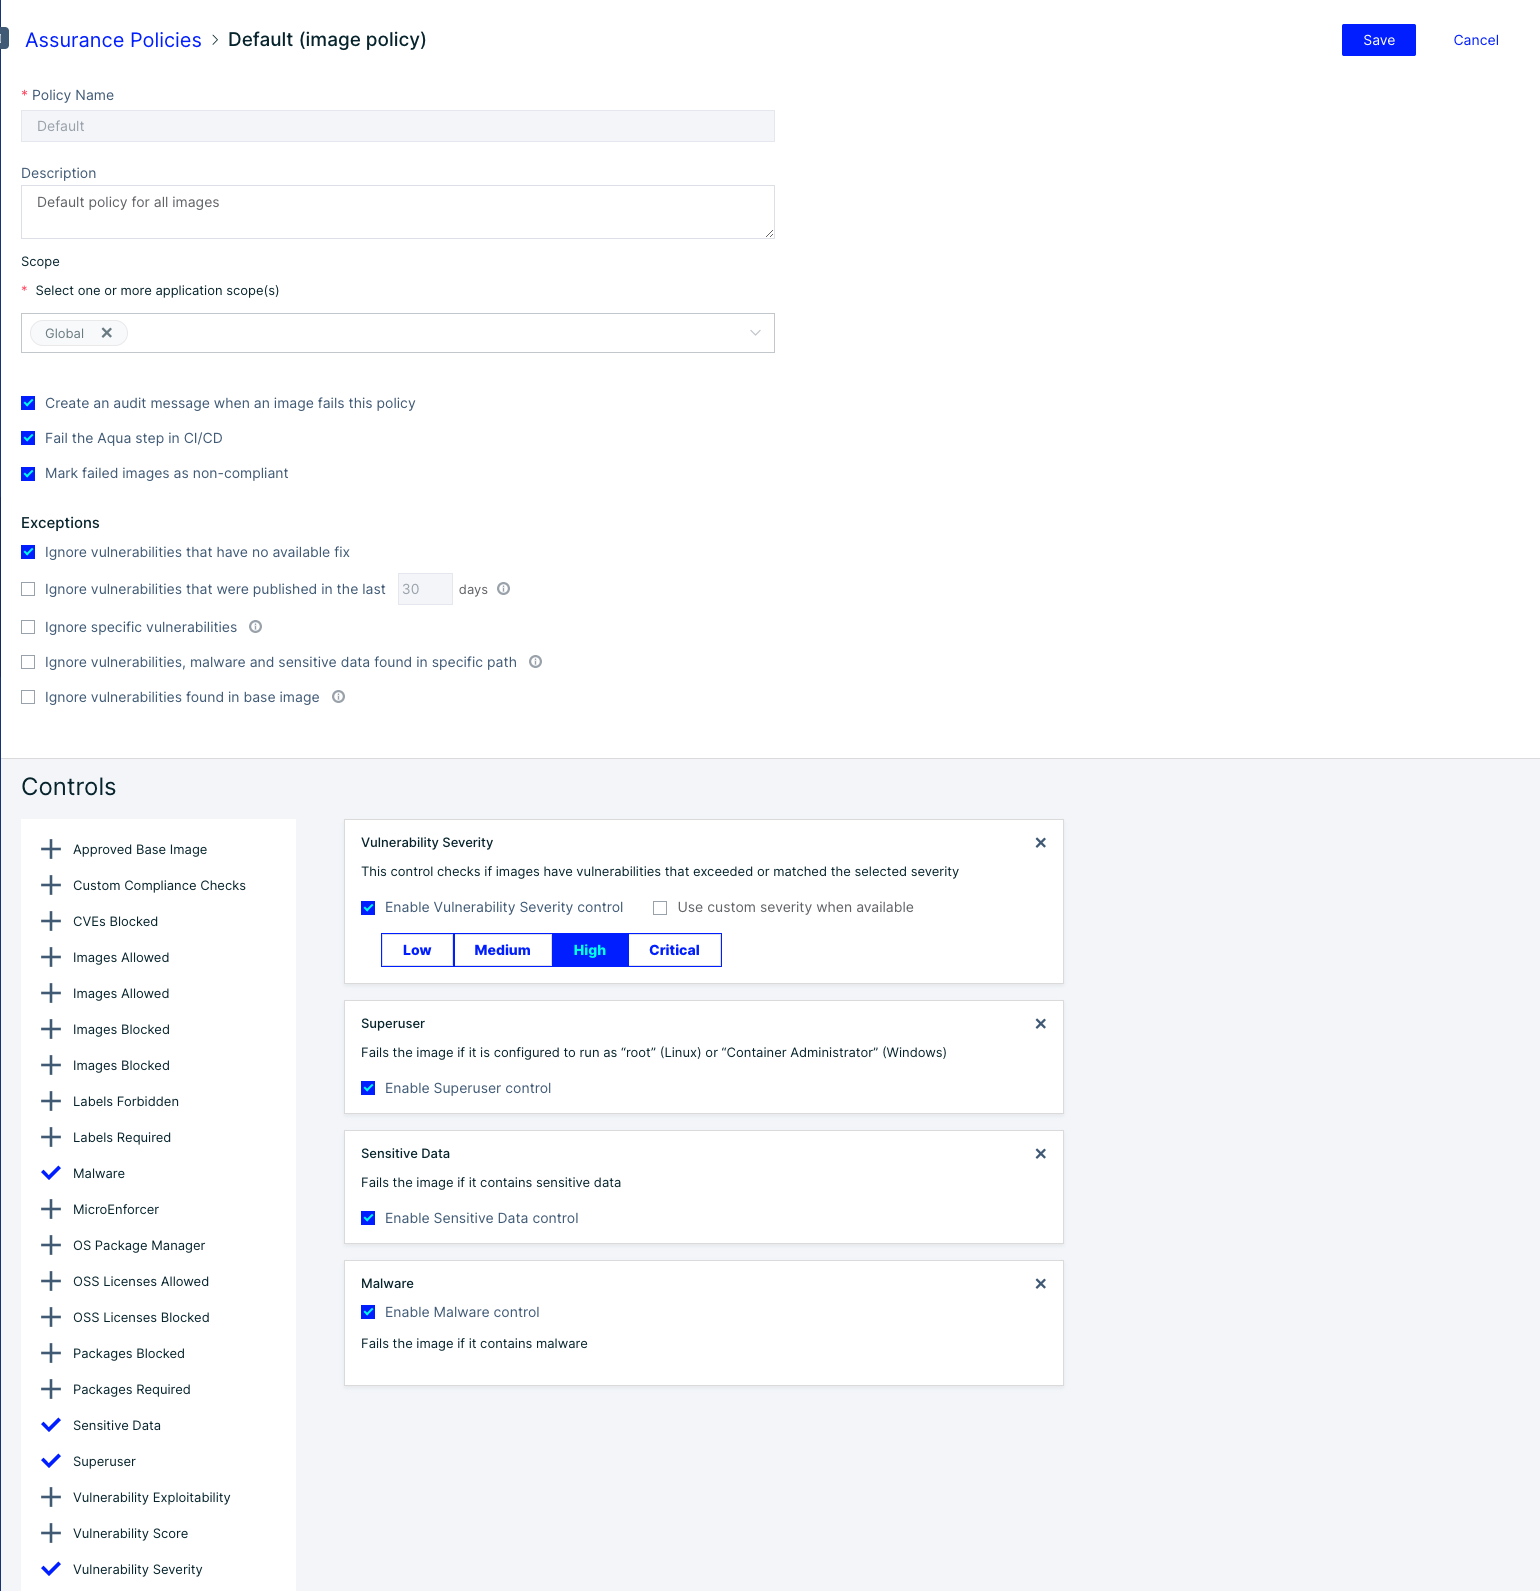 Assurance Policies > Default (image policy)
Save
Cancel
* Policy Name
Default
Description
Default policy for all images
Scope
* Select one or more application scope(s)
Global
Create an audit message when an image fails this policy
Fail the Aqua step in CI/CD
Mark failed images as non-compliant
Exceptions
Ignore vulnerabilities that have no available fix
Ignore vulnerabilities that were published in the last 30 days
Ignore specific vulnerabilities
Ignore vulnerabilities, malware and sensitive data found in specific path
Ignore vulnerabilities found in base image
Controls
Approved Base Image
Custom Compliance Checks
CVEs Blocked
Images Allowed
Images Allowed
Images Blocked
Images Blocked
Labels Forbidden
Labels Required
Malware
MicroEnforcer
OS Package Manager
OSS Licenses Allowed
OSS Licenses Blocked
Packages Blocked
Packages Required
Sensitive Data
Superuser
Vulnerability Exploitability
Vulnerability Score
Vulnerability Severity
Vulnerability Severity
This control checks if images have vulnerabilities that exceeded or matched the selected severity
Enable Vulnerability Severity control
Use custom severity when available
Low Medium High Critical
Superuser
Fails the image if it is configured to run as “root” (Linux) or “Container Administrator” (Windows)
Enable Superuser control
Sensitive Data
Fails the image if it contains sensitive data
Enable Sensitive Data control
Malware
Enable Malware control
Fails the image if it contains malware